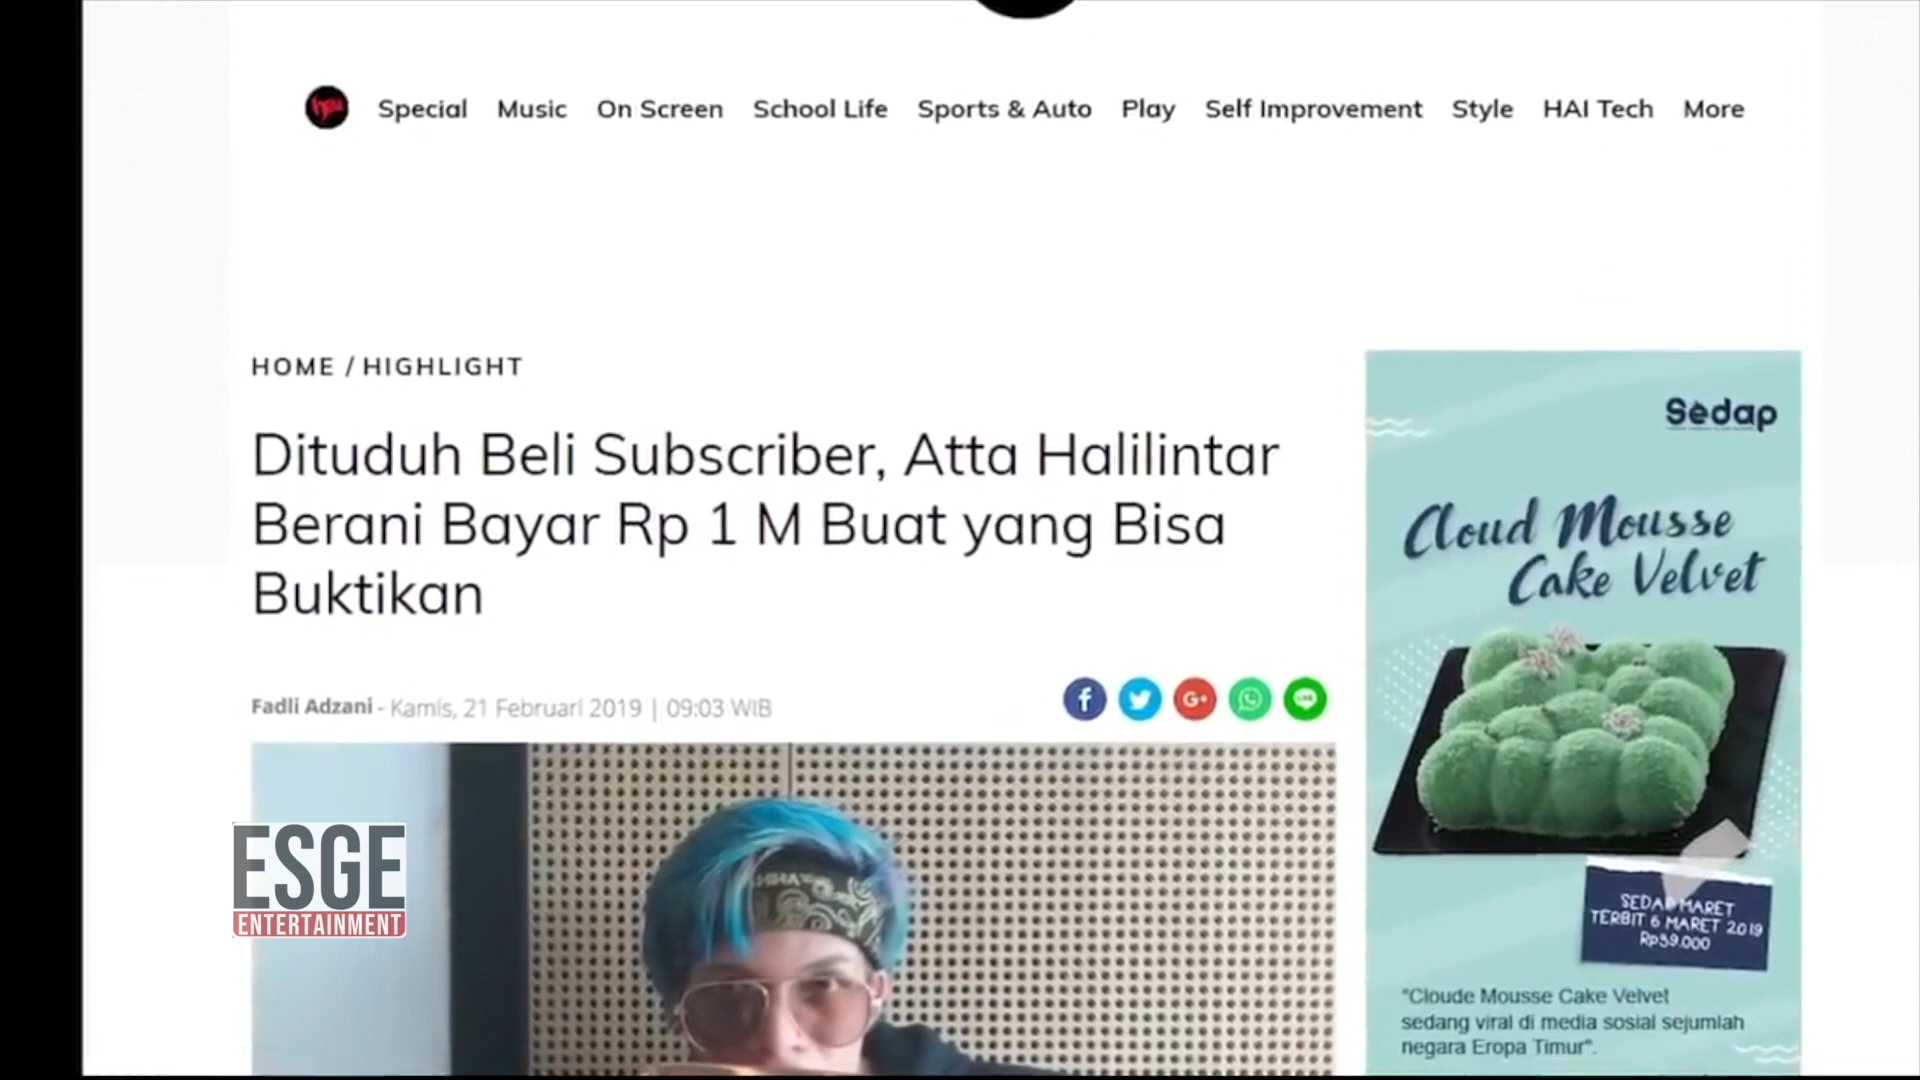 hai
Special Music On Screen School Life Sports & Auto Play Self Improvement Style HAI Tech More
HOME / HIGHLIGHT
Dituduh Beli Subscriber, Atta Halilintar
Berani Bayar Rp 1 M Buat yang Bisa
Buktikan
Fadli Adzani - Kamis, 21 Februari 2019 | 09:03 WIB
ESGE
ENTERTAINMENT
Sedap
Cloud Mousse
Cake Velvet
SEDAP MARET
TERBIT 6 MARET 2019
Rp59.000
"Cloude Mousse Cake Velvet
sedang viral di media sosial sejumlah
negara Eropa Timur".